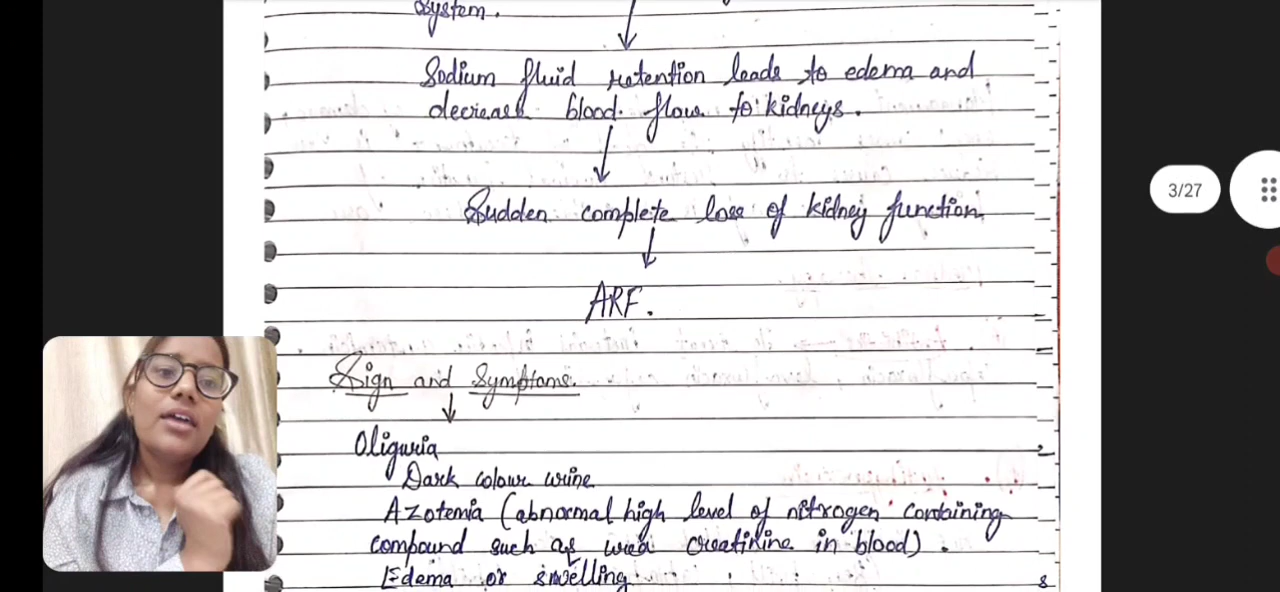 system.
Sodium fluid retention leads to edema and
decrease blood flow to kidneys.
Sudden complete loss of kidney function.
ARF.
Sign and Symptoms.
Oliguria
Dark colour urine
Azotemia (abnormal high level of nitrogen containing
compound such as urea creatinine in blood).
Edema or swelling
3/27